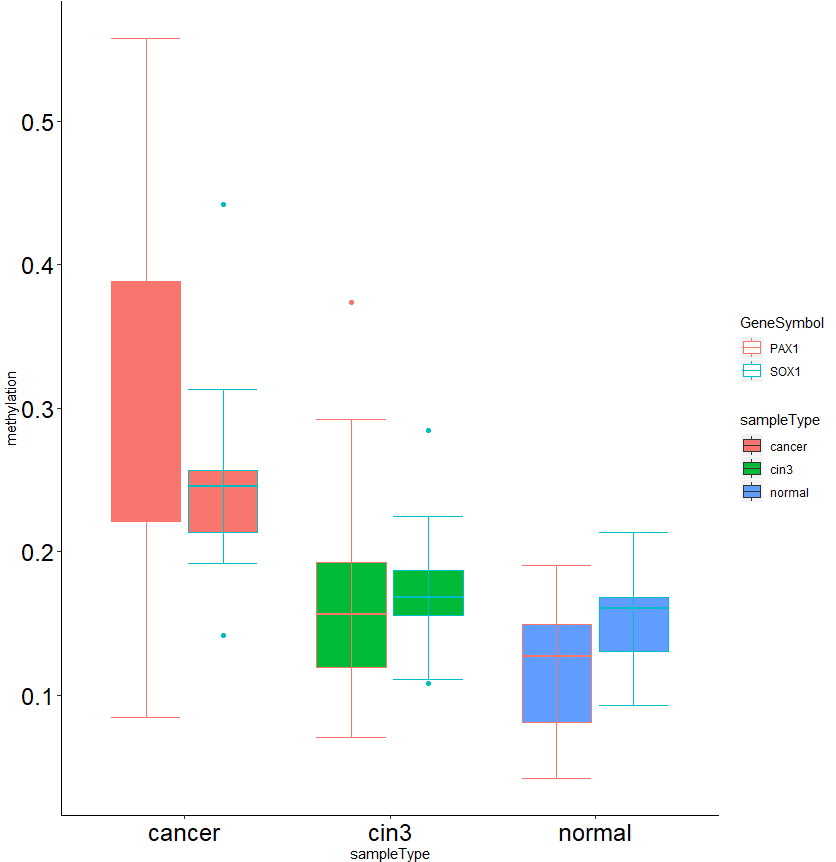 0.5
0.4
0.3
0.2
0.1
methylation
cancer
cin3
normal
sampleType
GeneSymbol
PAX1
SOX1
sampleType
cancer
cin3
normal